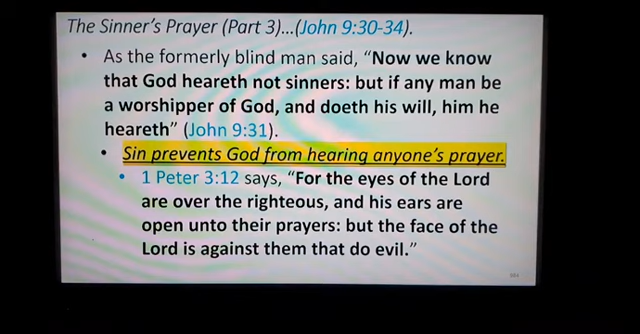 The Sinner's Prayer (Part 3)...(John 9:30-34).
• As the formerly blind man said, "Now we know
that God heareth not sinners: but if any man be
a worshipper of God, and doeth his will, him he
heareth" (John 9:31).
• Sin prevents God from hearing anyone's prayer.
• 1 Peter 3:12 says, "For the eyes of the Lord
are over the righteous, and his ears are
open unto their prayers: but the face of the
Lord is against them that do evil."